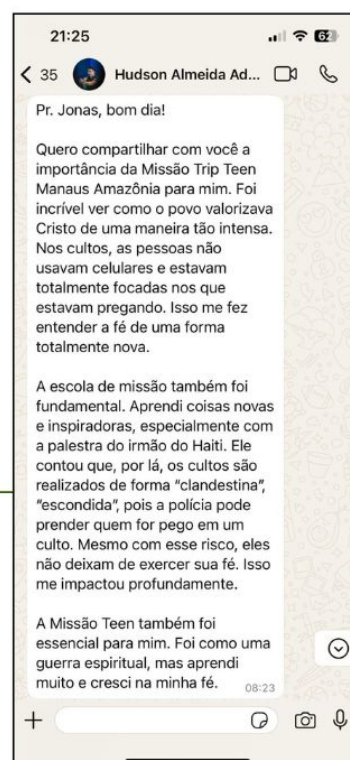 21:25
62
35
Hudson Almeida Ad...
Pr. Jonas, bom dia!
Quero compartilhar com você a
importância da Missão Trip Teen
Manaus Amazônia para mim. Foi
incrível ver como o povo valorizava
Cristo de uma maneira tão intensa.
Nos cultos, as pessoas não
usavam celulares e estavam
totalmente focadas nos que
estavam pregando. Isso me fez
entender a fé de uma forma
totalmente nova.
A escola de missão também foi
fundamental. Aprendi coisas novas
e inspiradoras, especialmente com
a palestra do irmão do Haiti. Ele
contou que, por lá, os cultos são
realizados de forma “clandestina”,
“escondida”, pois a polícia pode
prender quem for pego em um
culto. Mesmo com esse risco, eles
não deixam de exercer sua fé. Isso
me impactou profundamente.
A Missão Teen também foi
essencial para mim. Foi como uma
guerra espiritual, mas aprendi
muito e cresci na minha fé.
08:23